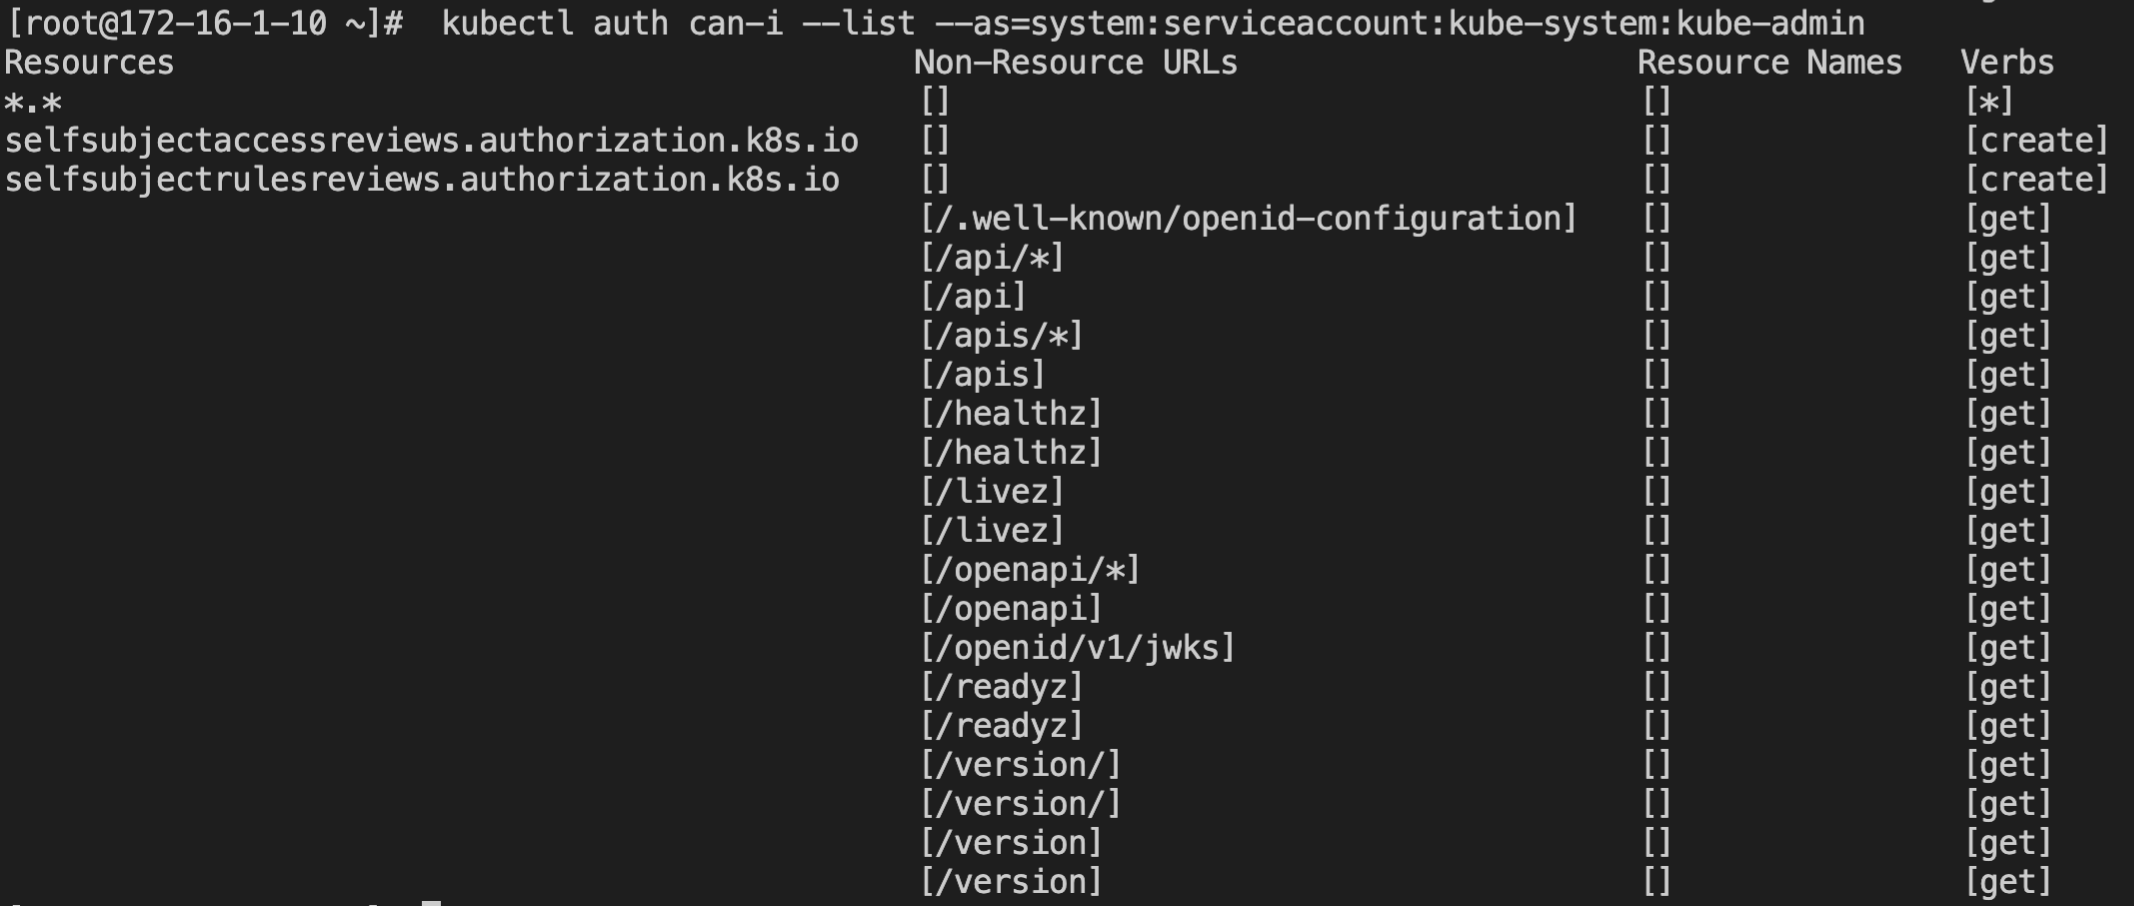 [root@172-16-1-10 ~]#  kubectl auth can-i --list --as=system:serviceaccount:kube-system:kube-admin
Resources                                       Non-Resource URLs                     Resource Names   Verbs
*.*                                             []                                    []               [*]
selfsubjectaccessreviews.authorization.k8s.io   []                                    []               [create]
selfsubjectrulesreviews.authorization.k8s.io    []                                    []               [create]
                                                [/.well-known/openid-configuration]   []               [get]
                                                [/api/*]                              []               [get]
                                                [/api]                                []               [get]
                                                [/apis/*]                             []               [get]
                                                [/apis]                               []               [get]
                                                [/healthz]                            []               [get]
                                                [/healthz]                            []               [get]
                                                [/livez]                              []               [get]
                                                [/livez]                              []               [get]
                                                [/openapi/*]                          []               [get]
                                                [/openapi]                            []               [get]
                                                [/openid/v1/jwks]                     []               [get]
                                                [/readyz]                             []               [get]
                                                [/readyz]                             []               [get]
                                                [/version/]                           []               [get]
                                                [/version/]                           []               [get]
                                                [/version]                            []               [get]
                                                [/version]                            []               [get]